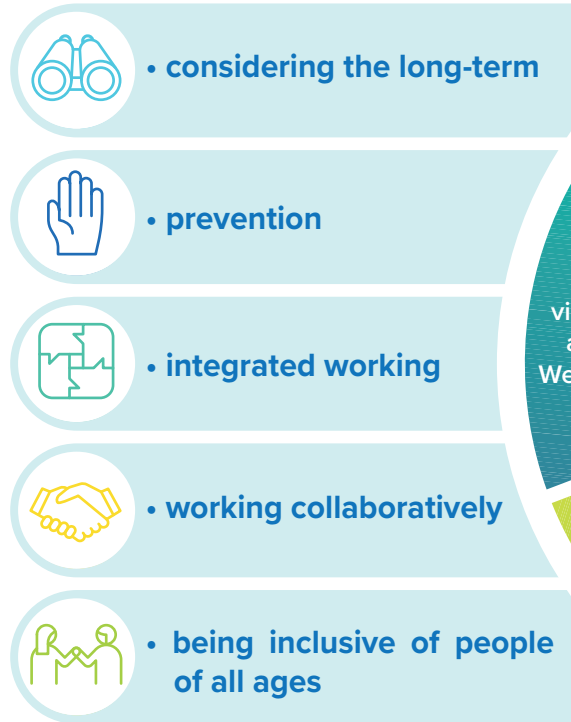 • considering the long-term
• prevention
• integrated working
• working collaboratively
• being inclusive of people
of all ages